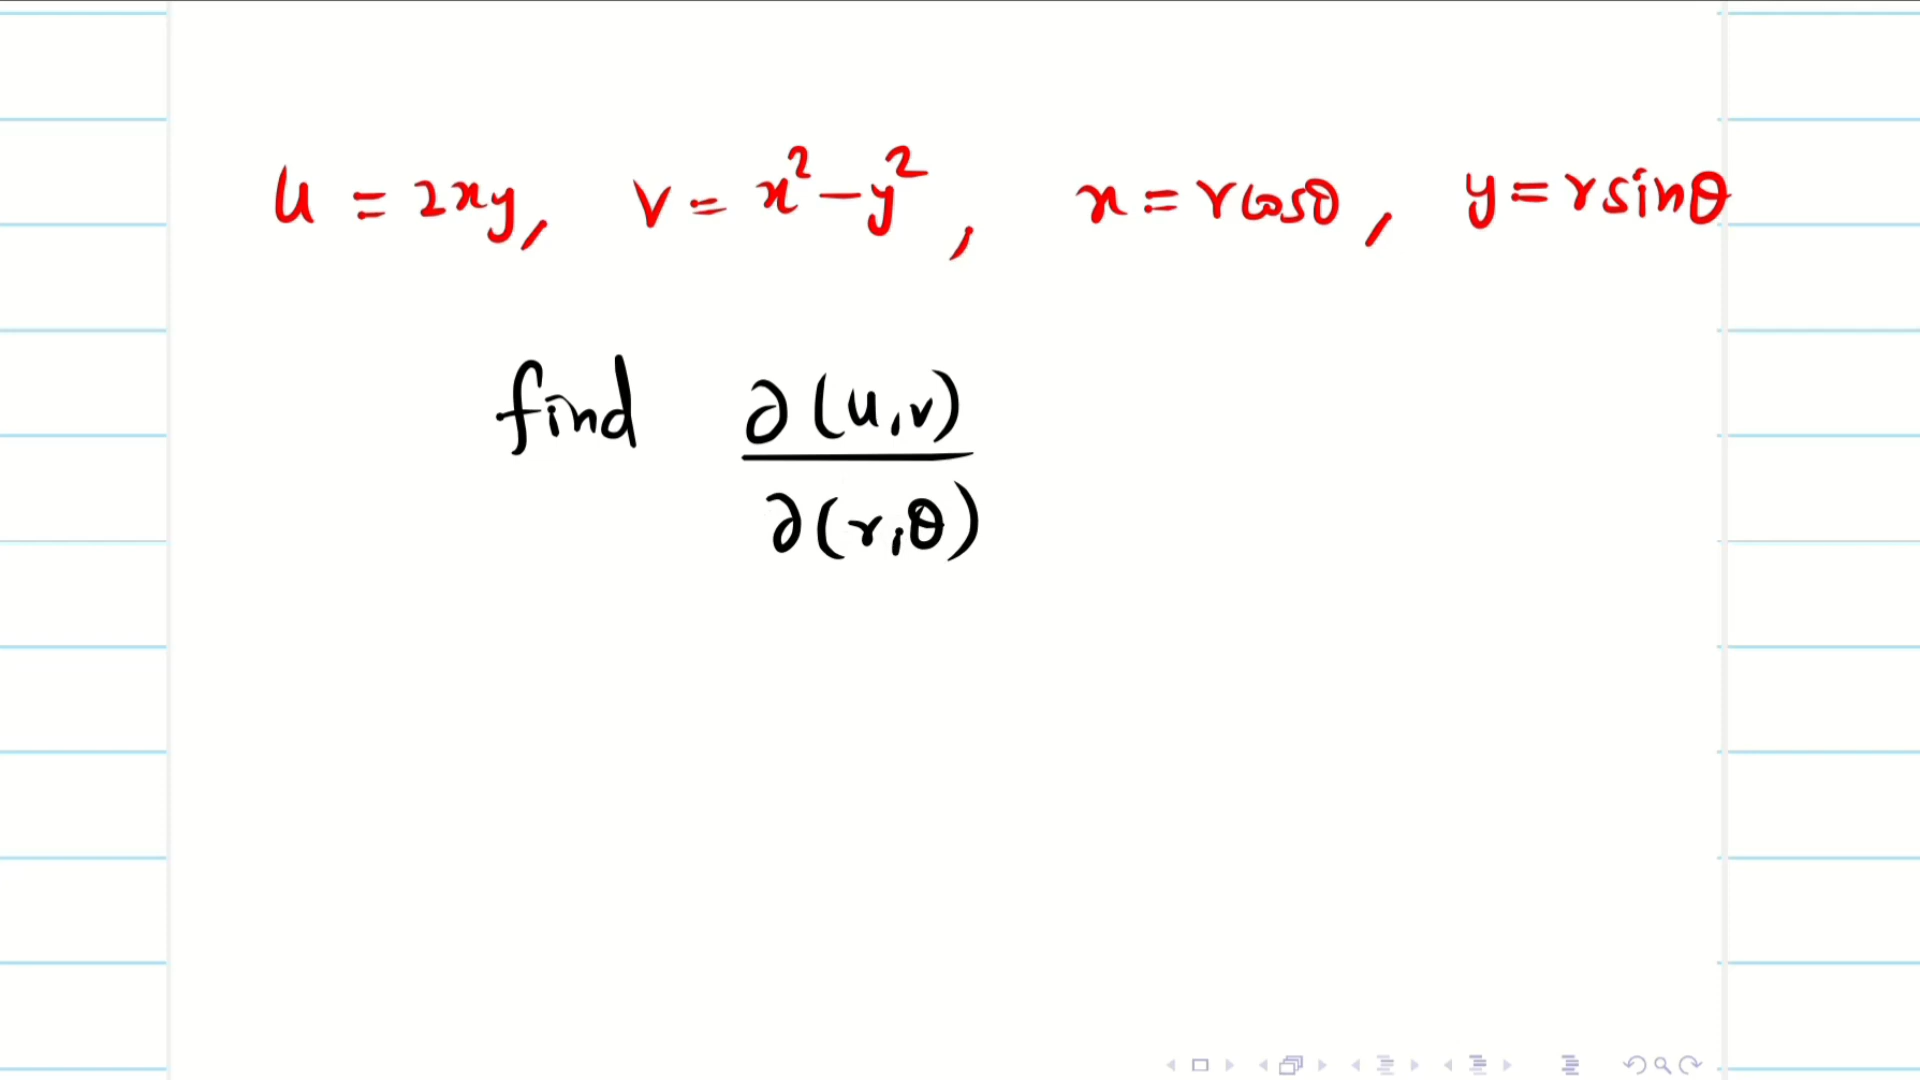 u = 2xy, v = x² - y², x = r cosθ, y = r sinθ
find ∂(u,v)
∂(r,θ)